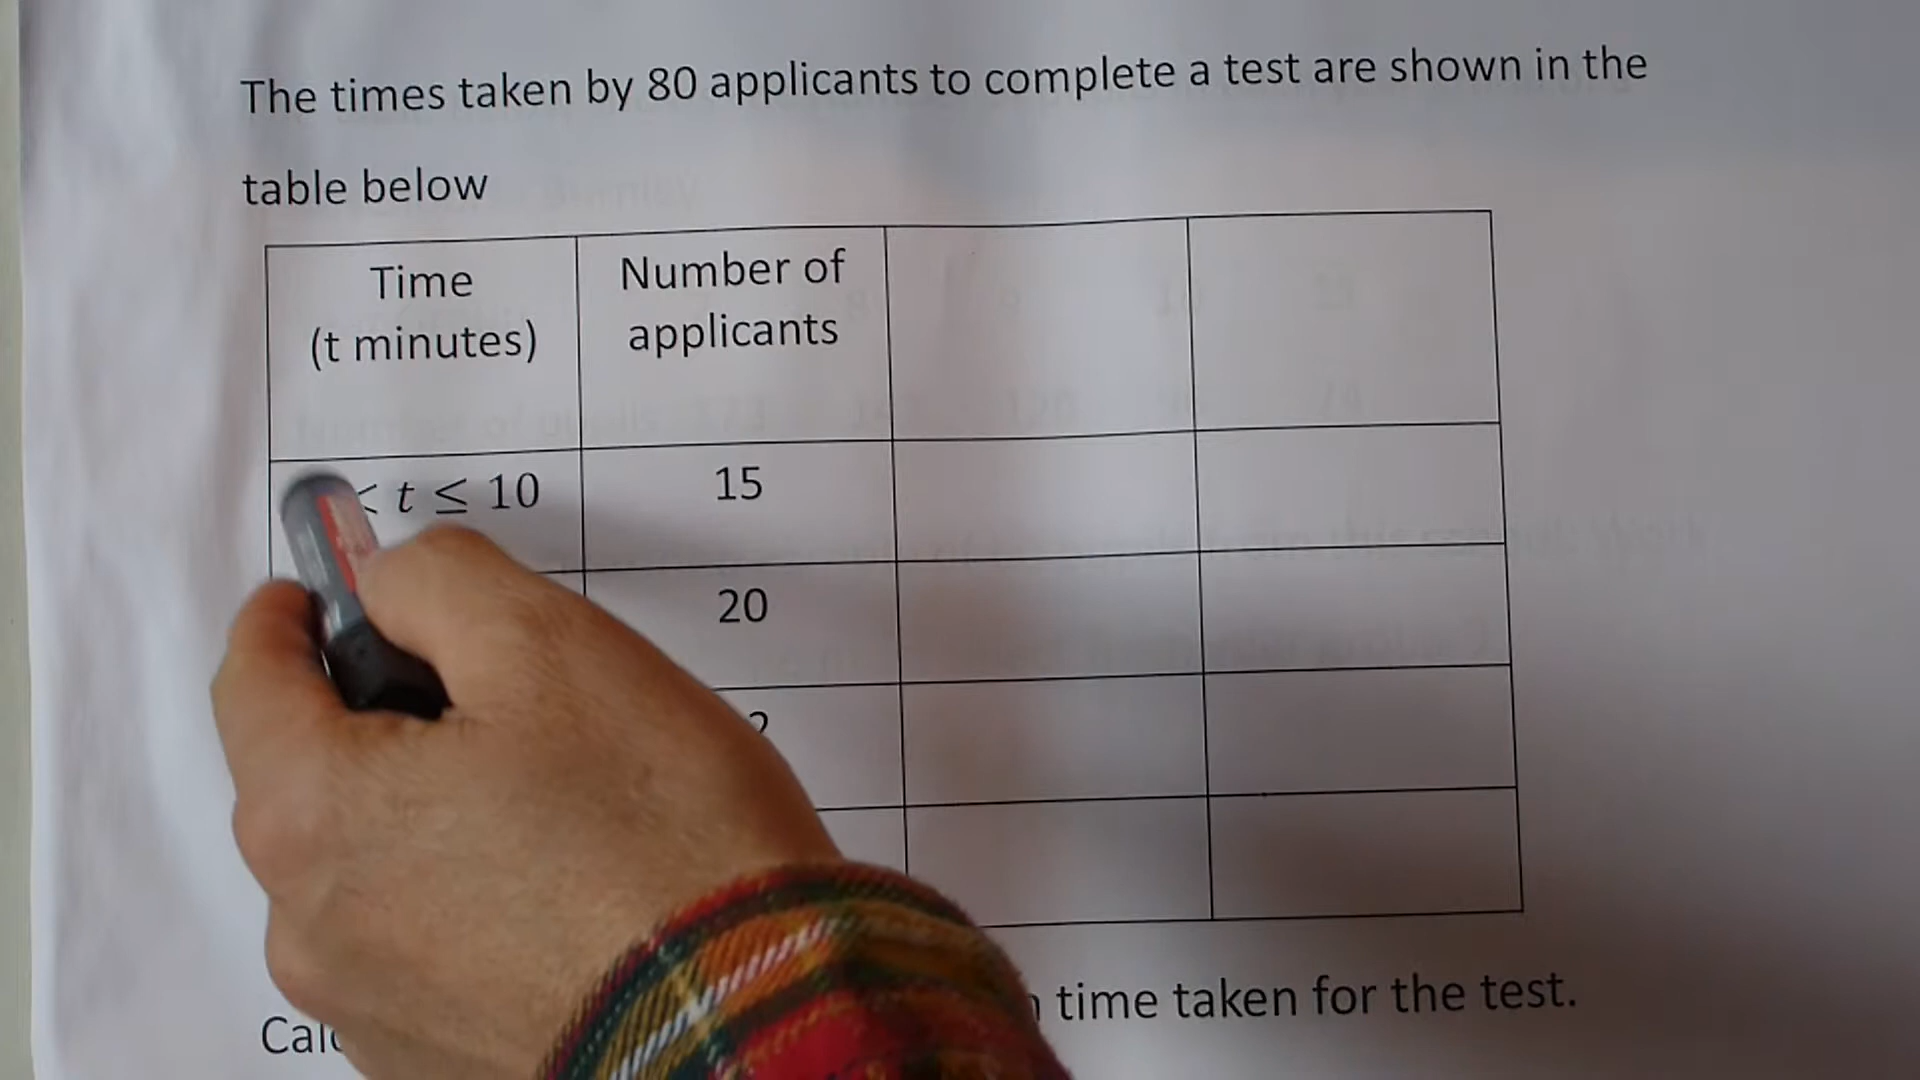 The times taken by 80 applicants to complete a test are shown in the
table below
Time
(t minutes)
Number of
applicants
< t ≤ 10
15
20
time taken for the test.